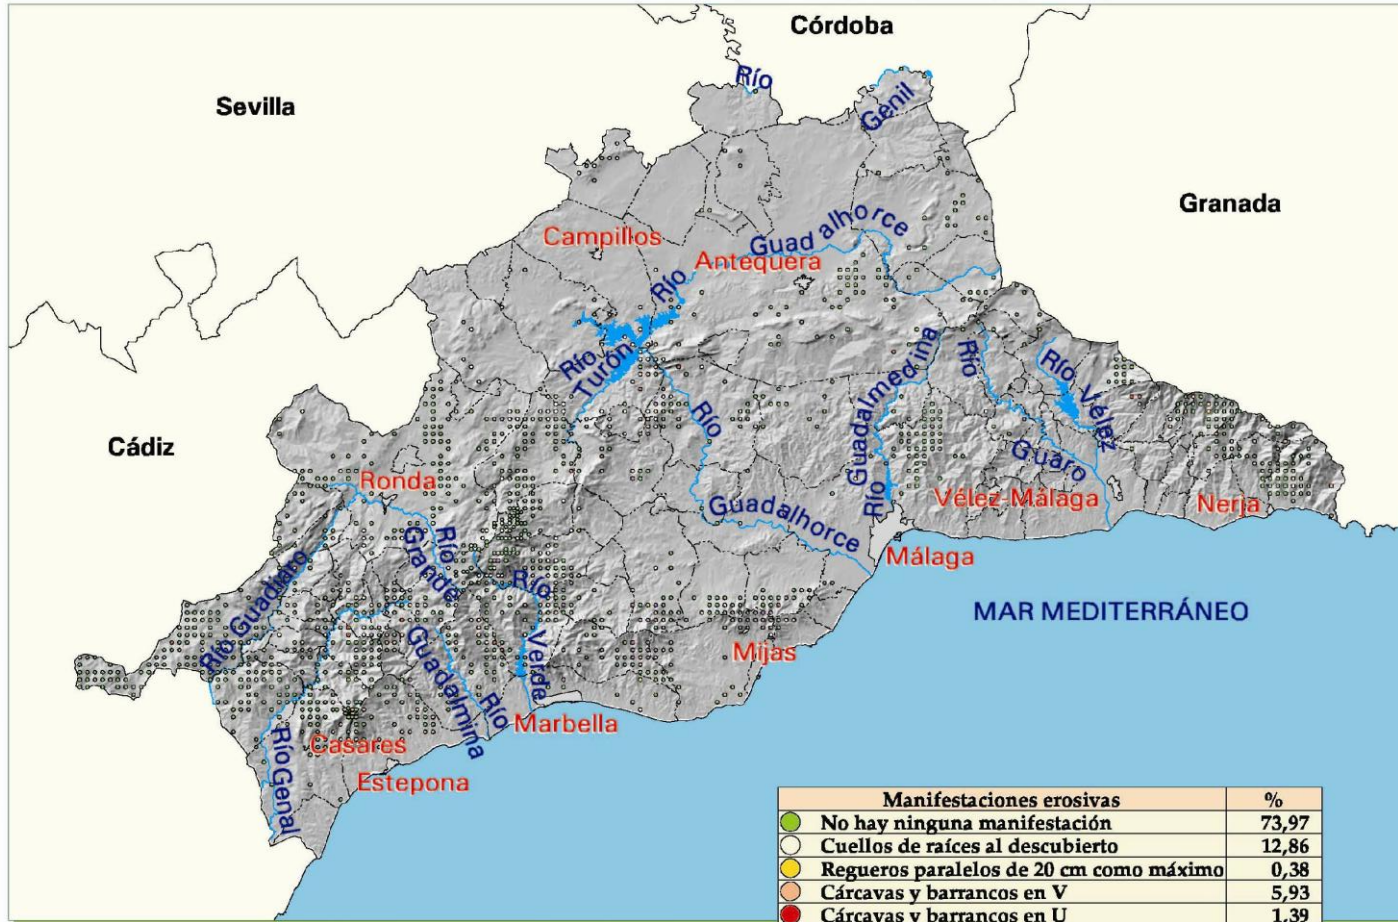 Córdoba
Río
Sevilla
Genil
Granada
Guadalhorce
Campillos
Antequera
Río
Río
Turón
Guadalmedina
Río
Río
Río Vélez
Río
Cádiz
Guaro
Ronda
Vélez-Málaga
Nerja
Guadalhorce
Río
Grande
Málaga
Río
Río Guadiaro
MAR MEDITERRÁNEO
Verde
Mijas
Guadalmina
Río
Marbella
Casares
Río Genal
Estepona
Manifestaciones erosivas %
No hay ninguna manifestación 73,97
Cuellos de raíces al descubierto 12,86
Regueros paralelos de 20 cm como máximo 0,38
Cárcavas y barrancos en V 5,93
Cárcavas y barrancos en U 1,39